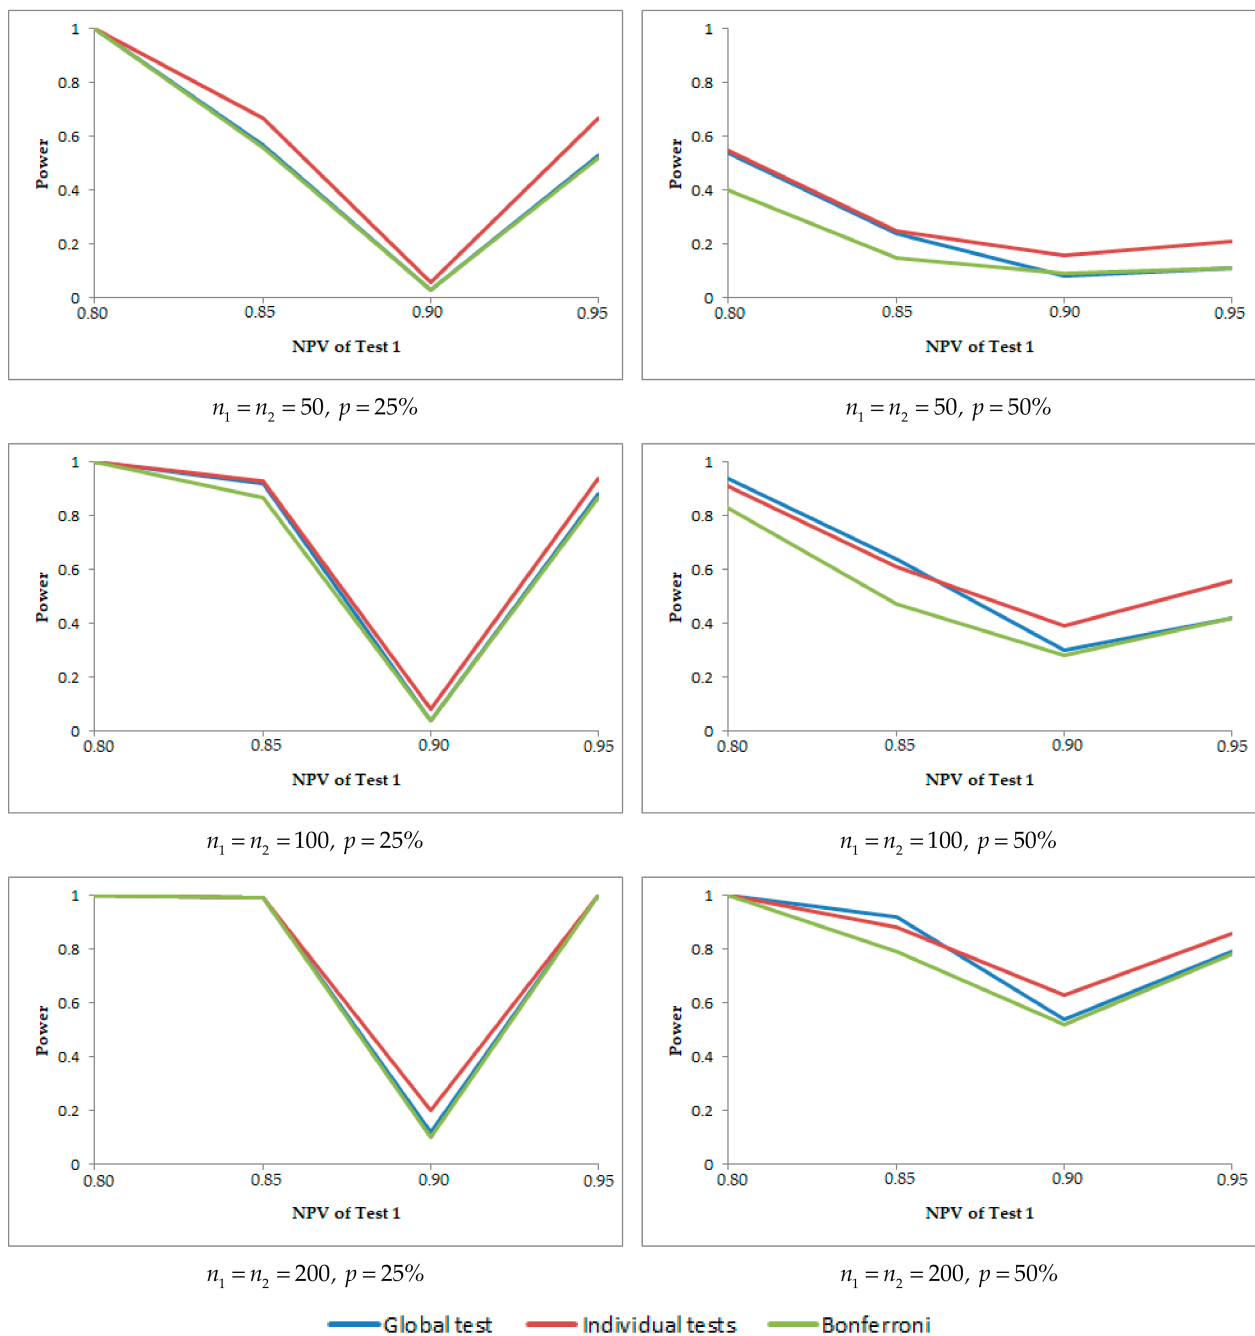 1
0.8
0.6
0.4
0.2
0
Power
0.80 0.85 0.90 0.95
NPV of Test 1
n₁ = n₂ = 50, p = 25%
1
0.8
0.6
0.4
0.2
0
Power
0.80 0.85 0.90 0.95
NPV of Test 1
n₁ = n₂ = 50, p = 50%
1
0.8
0.6
0.4
0.2
0
Power
0.80 0.85 0.90 0.95
NPV of Test 1
n₁ = n₂ = 100, p = 25%
1
0.8
0.6
0.4
0.2
0
Power
0.80 0.85 0.90 0.95
NPV of Test 1
n₁ = n₂ = 100, p = 50%
1
0.8
0.6
0.4
0.2
0
Power
0.80 0.85 0.90 0.95
NPV of Test 1
n₁ = n₂ = 200, p = 25%
1
0.8
0.6
0.4
0.2
0
Power
0.80 0.85 0.90 0.95
NPV of Test 1
n₁ = n₂ = 200, p = 50%
Global test Individual tests Bonferroni